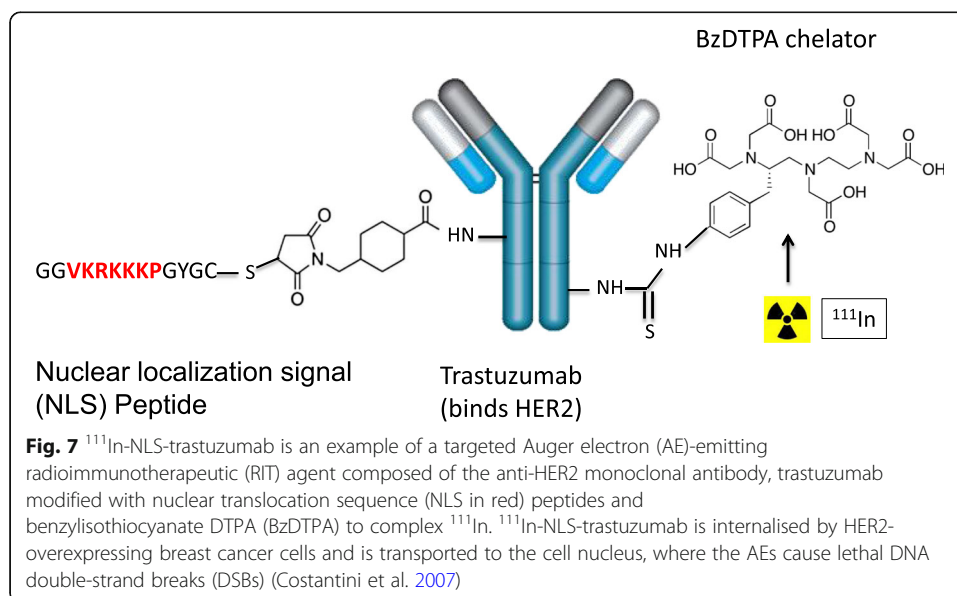 BzDTPA chelator
O
OH
HO
O
O
HO
N
O
OH
N
O
OH
N
O
OH
O
O
N
O
S
HN
GGVKRKKKPGYGC—S
NH
NH
S
111In
Nuclear localization signal
(NLS) Peptide
Trastuzumab
(binds HER2)
Fig. 7 111In-NLS-trastuzumab is an example of a targeted Auger electron (AE)-emitting
radioimmunotherapeutic (RIT) agent composed of the anti-HER2 monoclonal antibody, trastuzumab
modified with nuclear translocation sequence (NLS in red) peptides and
benzylisothiocyanate DTPA (BzDTPA) to complex 111In. 111In-NLS-trastuzumab is internalised by HER2-
overexpressing breast cancer cells and is transported to the cell nucleus, where the AEs cause lethal DNA
double-strand breaks (DSBs) (Costantini et al. 2007)